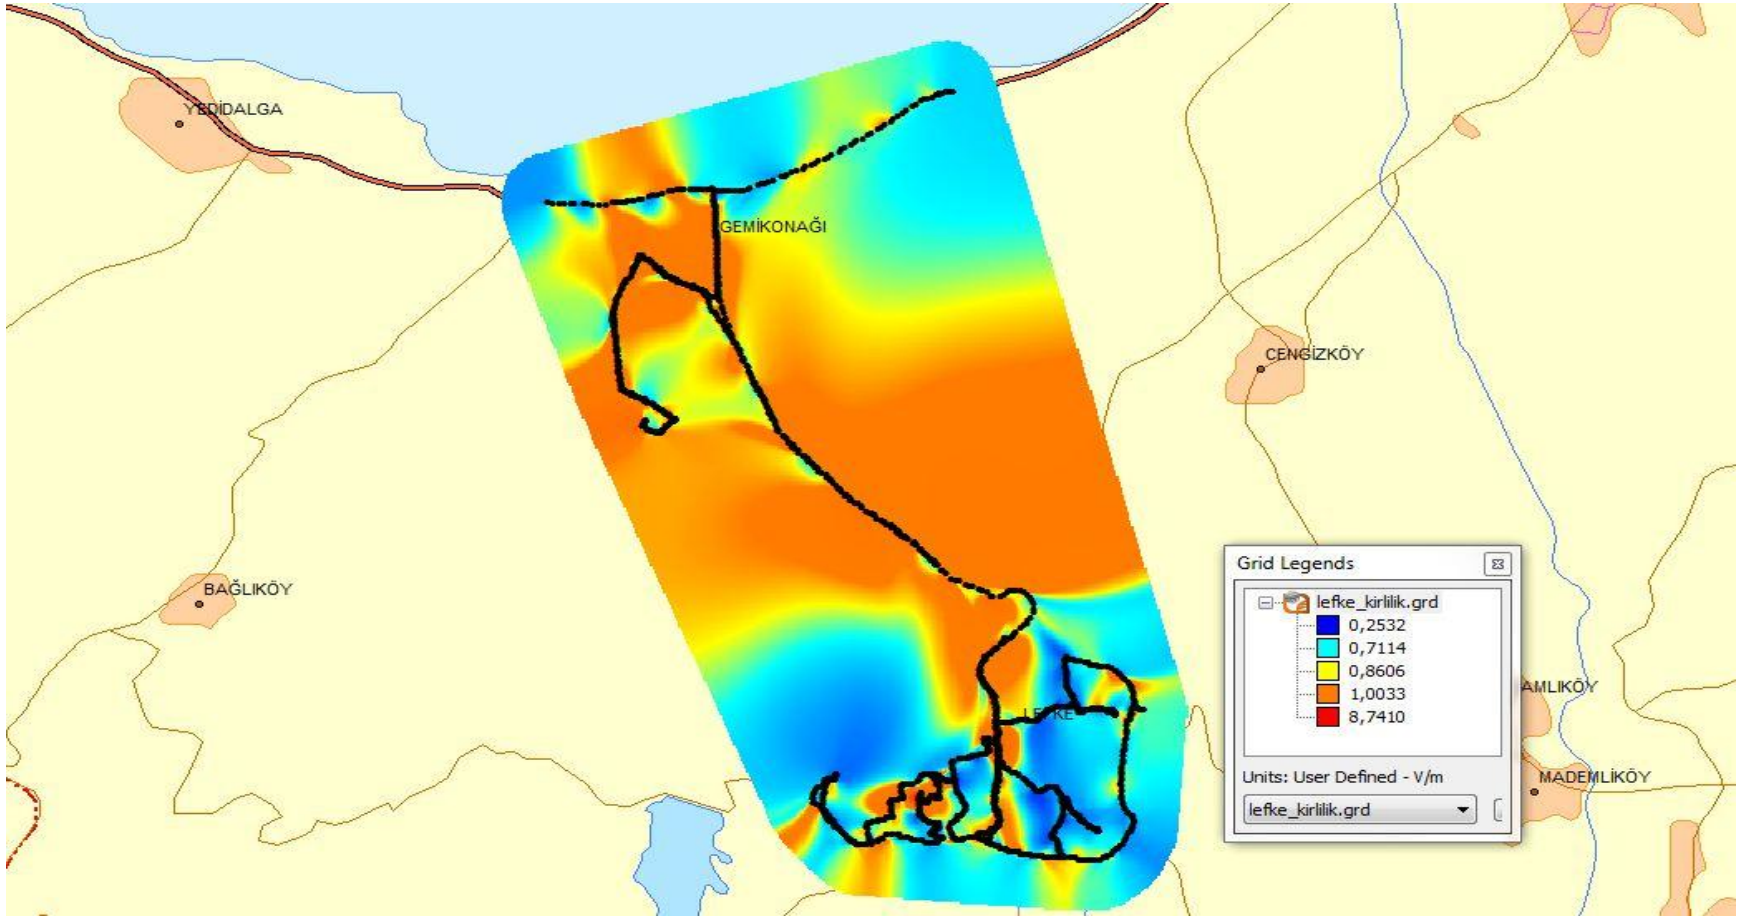 YEDİDALGA
GEMİKONAĞI
CENGİZKÖY
BAĞLIKÖY
LEFKE
AMLIKÖY
MADEMLİKÖY
Grid Legends
lefke_kirlilik.grd
0,2532
0,7114
0,8606
1,0033
8,7410
Units: User Defined - V/m
lefke_kirlilik.grd